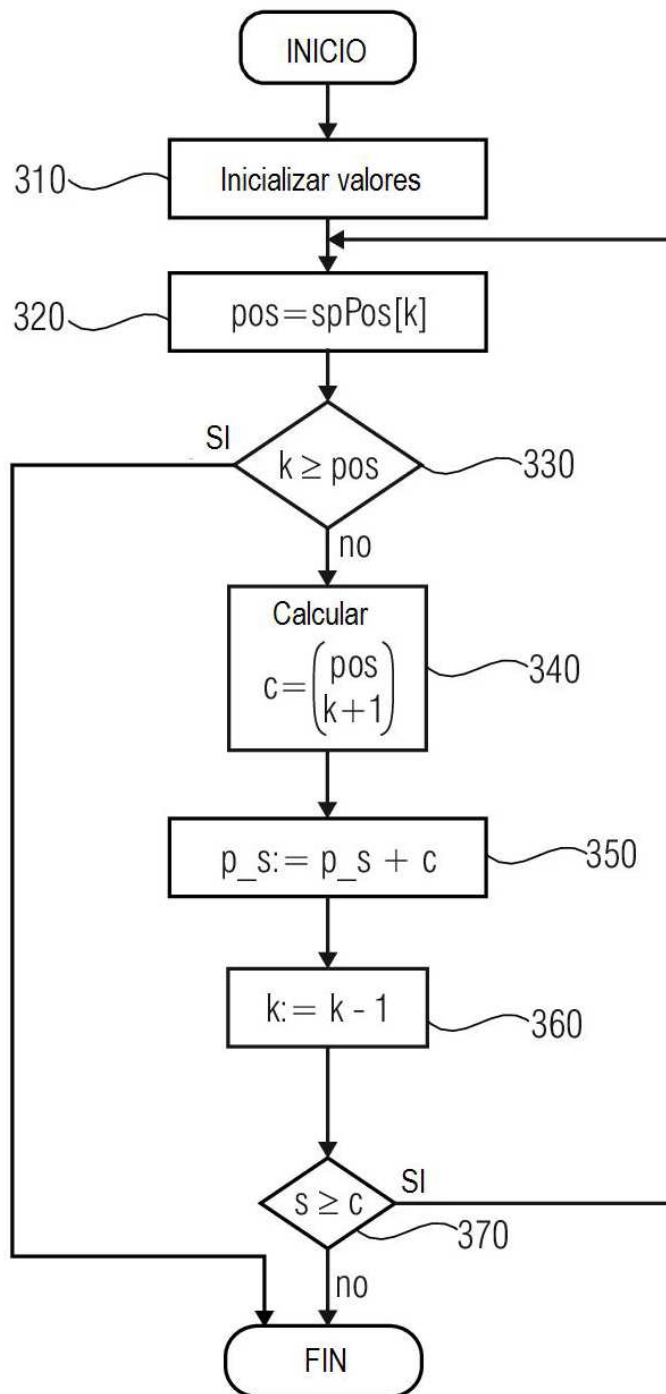 INICIO
310
Inicializar valores
320
pos=spPos[k]
SI
k ≥ pos
330
no
Calcular
c=(pos
k+1)
340
p_s:= p_s + c
350
k:= k - 1
360
s ≥ c
SI
370
no
FIN